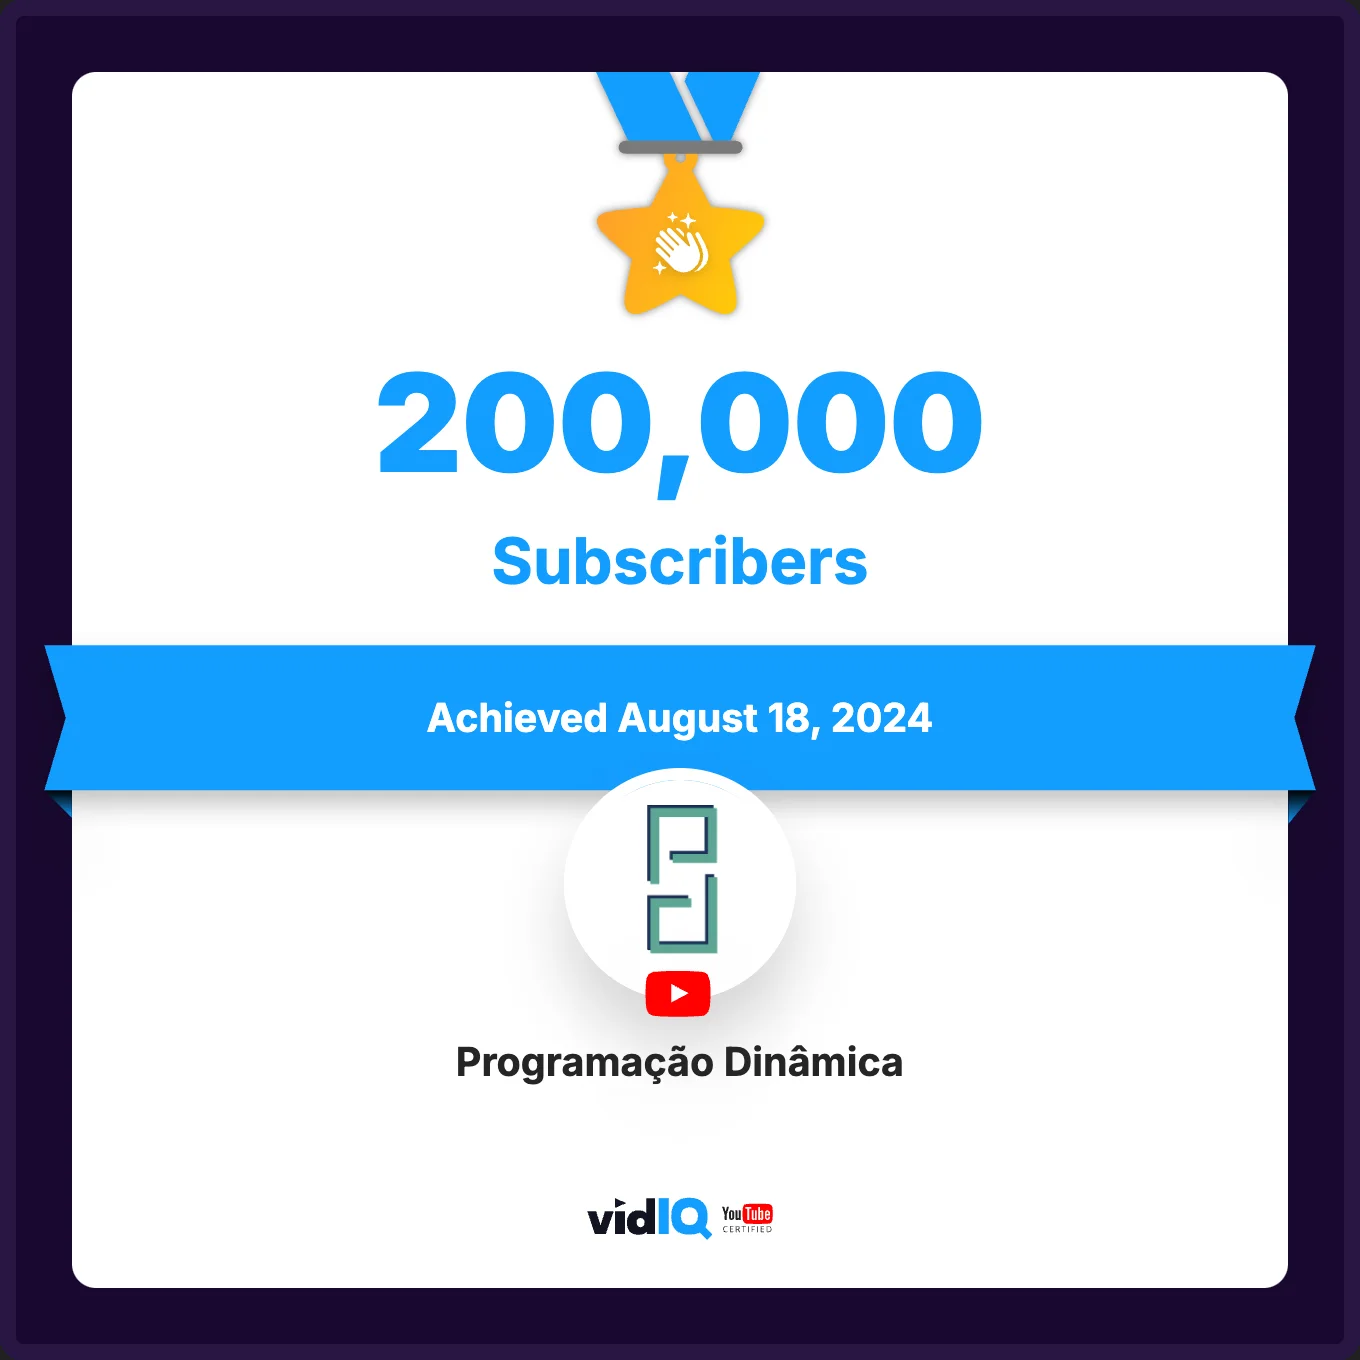 200,000
Subscribers
Achieved August 18, 2024
Programação Dinâmica
vidIQ YouTube
CERTIFIED